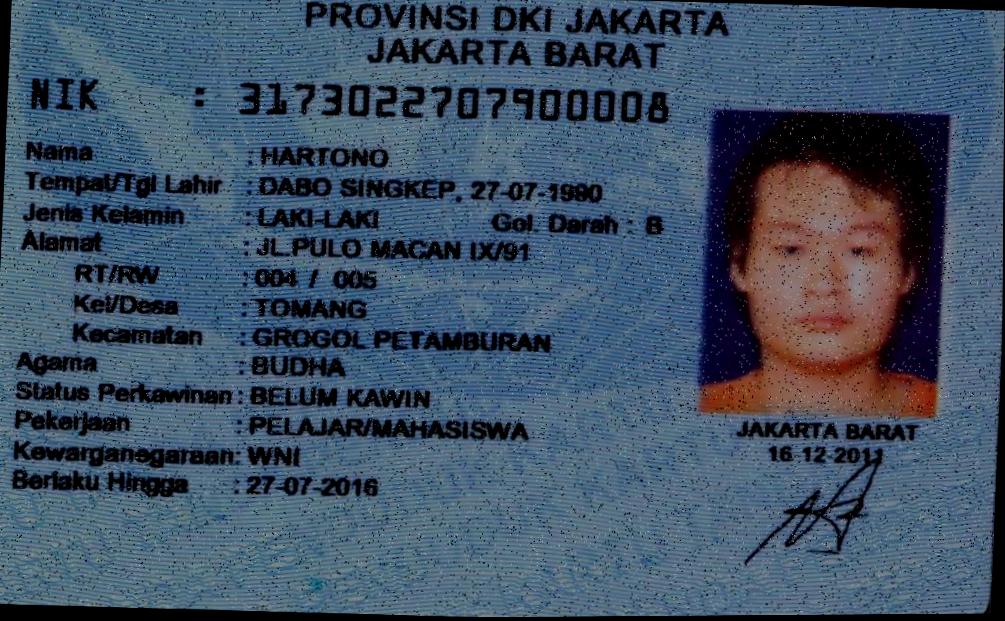 PROVINSI DKI JAKARTA
JAKARTA BARAT
NIK : 3173022707900008
Nama : HARTONO
Tempat/Tgl Lahir : DABO SINGKEP, 27-07-1990
Jenis Kelamin : LAKI-LAKI Gol. Darah : B
Alamat : JL.PULO MACAN IX/91
RT/RW : 004 / 005
Kel/Desa : TOMANG
Kecamatan : GROGOL PETAMBURAN
Agama : BUDHA
Status Perkawinan : BELUM KAWIN
Pekerjaan : PELAJAR/MAHASISWA
Kewarganegaraan: WNI
Berlaku Hingga : 27-07-2016
JAKARTA BARAT
16 12-2011